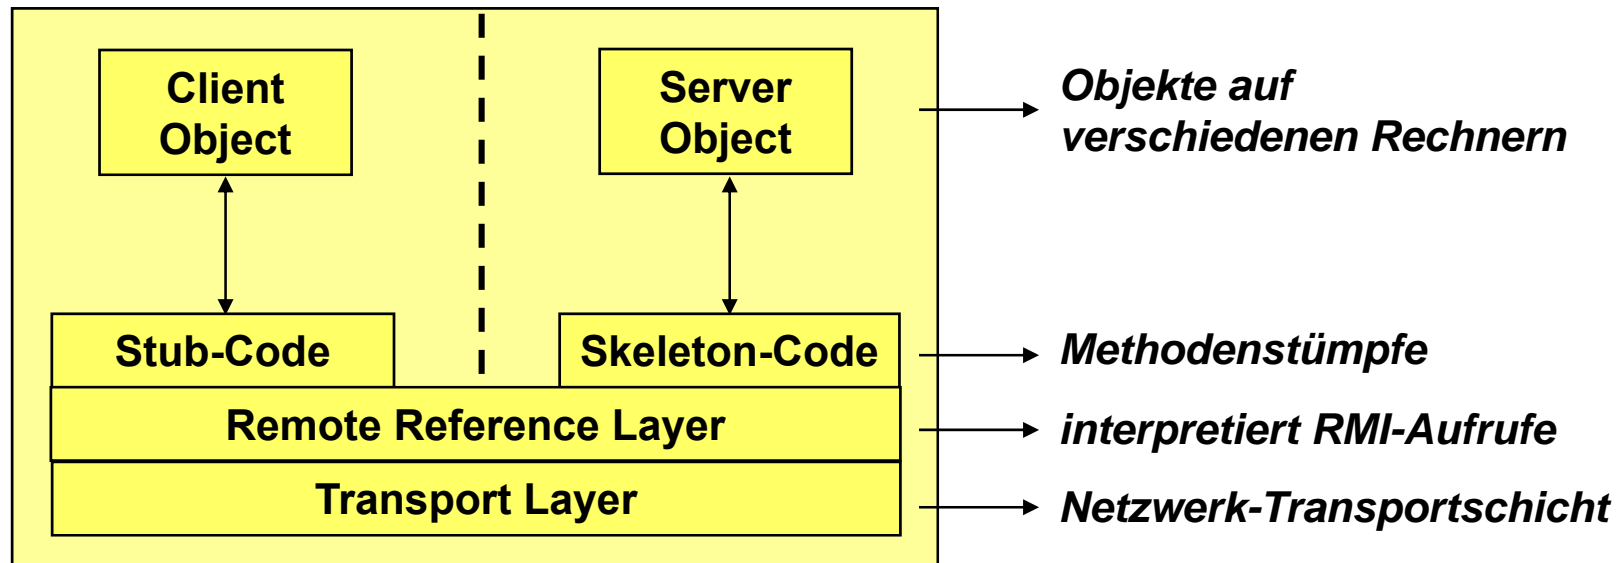 Client
Object
Server
Object
Objekte auf
verschiedenen Rechnern
Stub-Code
Skeleton-Code
Methodenstümpfe
Remote Reference Layer
interpretiert RMI-Aufrufe
Transport Layer
Netzwerk-Transportschicht